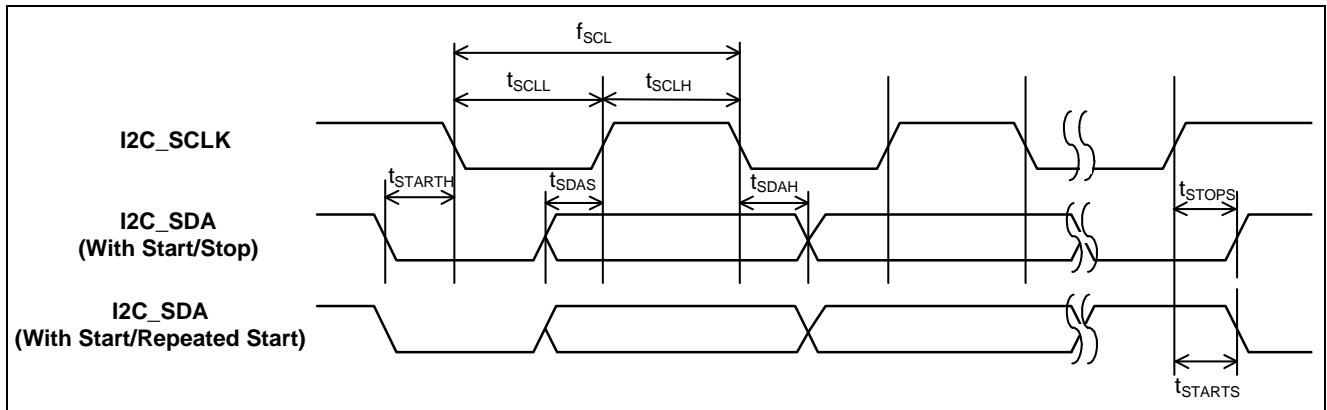 fSCL
tSCLL
tSCLH
I2C_SCLK
tSTARTH
tSDAS
tSDAH
tSTOPS
I2C_SDA
(With Start/Stop)
I2C_SDA
(With Start/Repeated Start)
tSTARTS